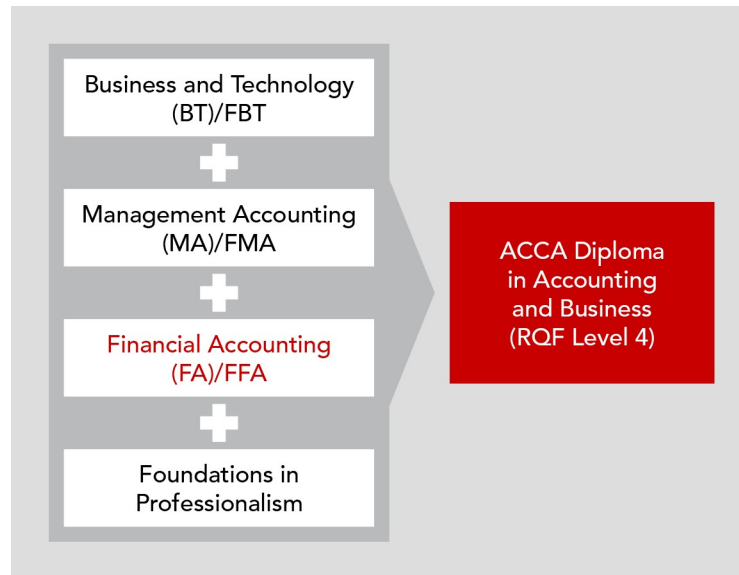 Business and Technology
(BT)/FBT
Management Accounting
(MA)/FMA
Financial Accounting
(FA)/FFA
Foundations in
Professionalism
ACCA Diploma
in Accounting
and Business
(RQF Level 4)